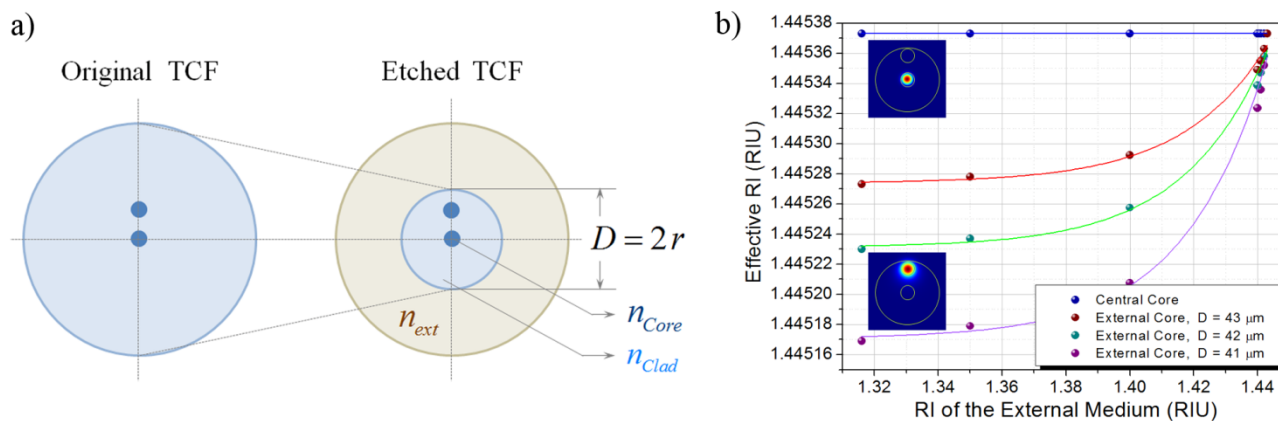 a)
Original TCF
Etched TCF
D = 2r
n_ext
n_Core
n_Clad
b)
Effective RI (RIU)
1.44538
1.44536
1.44534
1.44532
1.44530
1.44528
1.44526
1.44524
1.44522
1.44520
1.44518
1.44516
1.32
1.34
1.36
1.38
1.40
1.42
1.44
RI of the External Medium (RIU)
Central Core
External Core, D = 43 μm
External Core, D = 42 μm
External Core, D = 41 μm